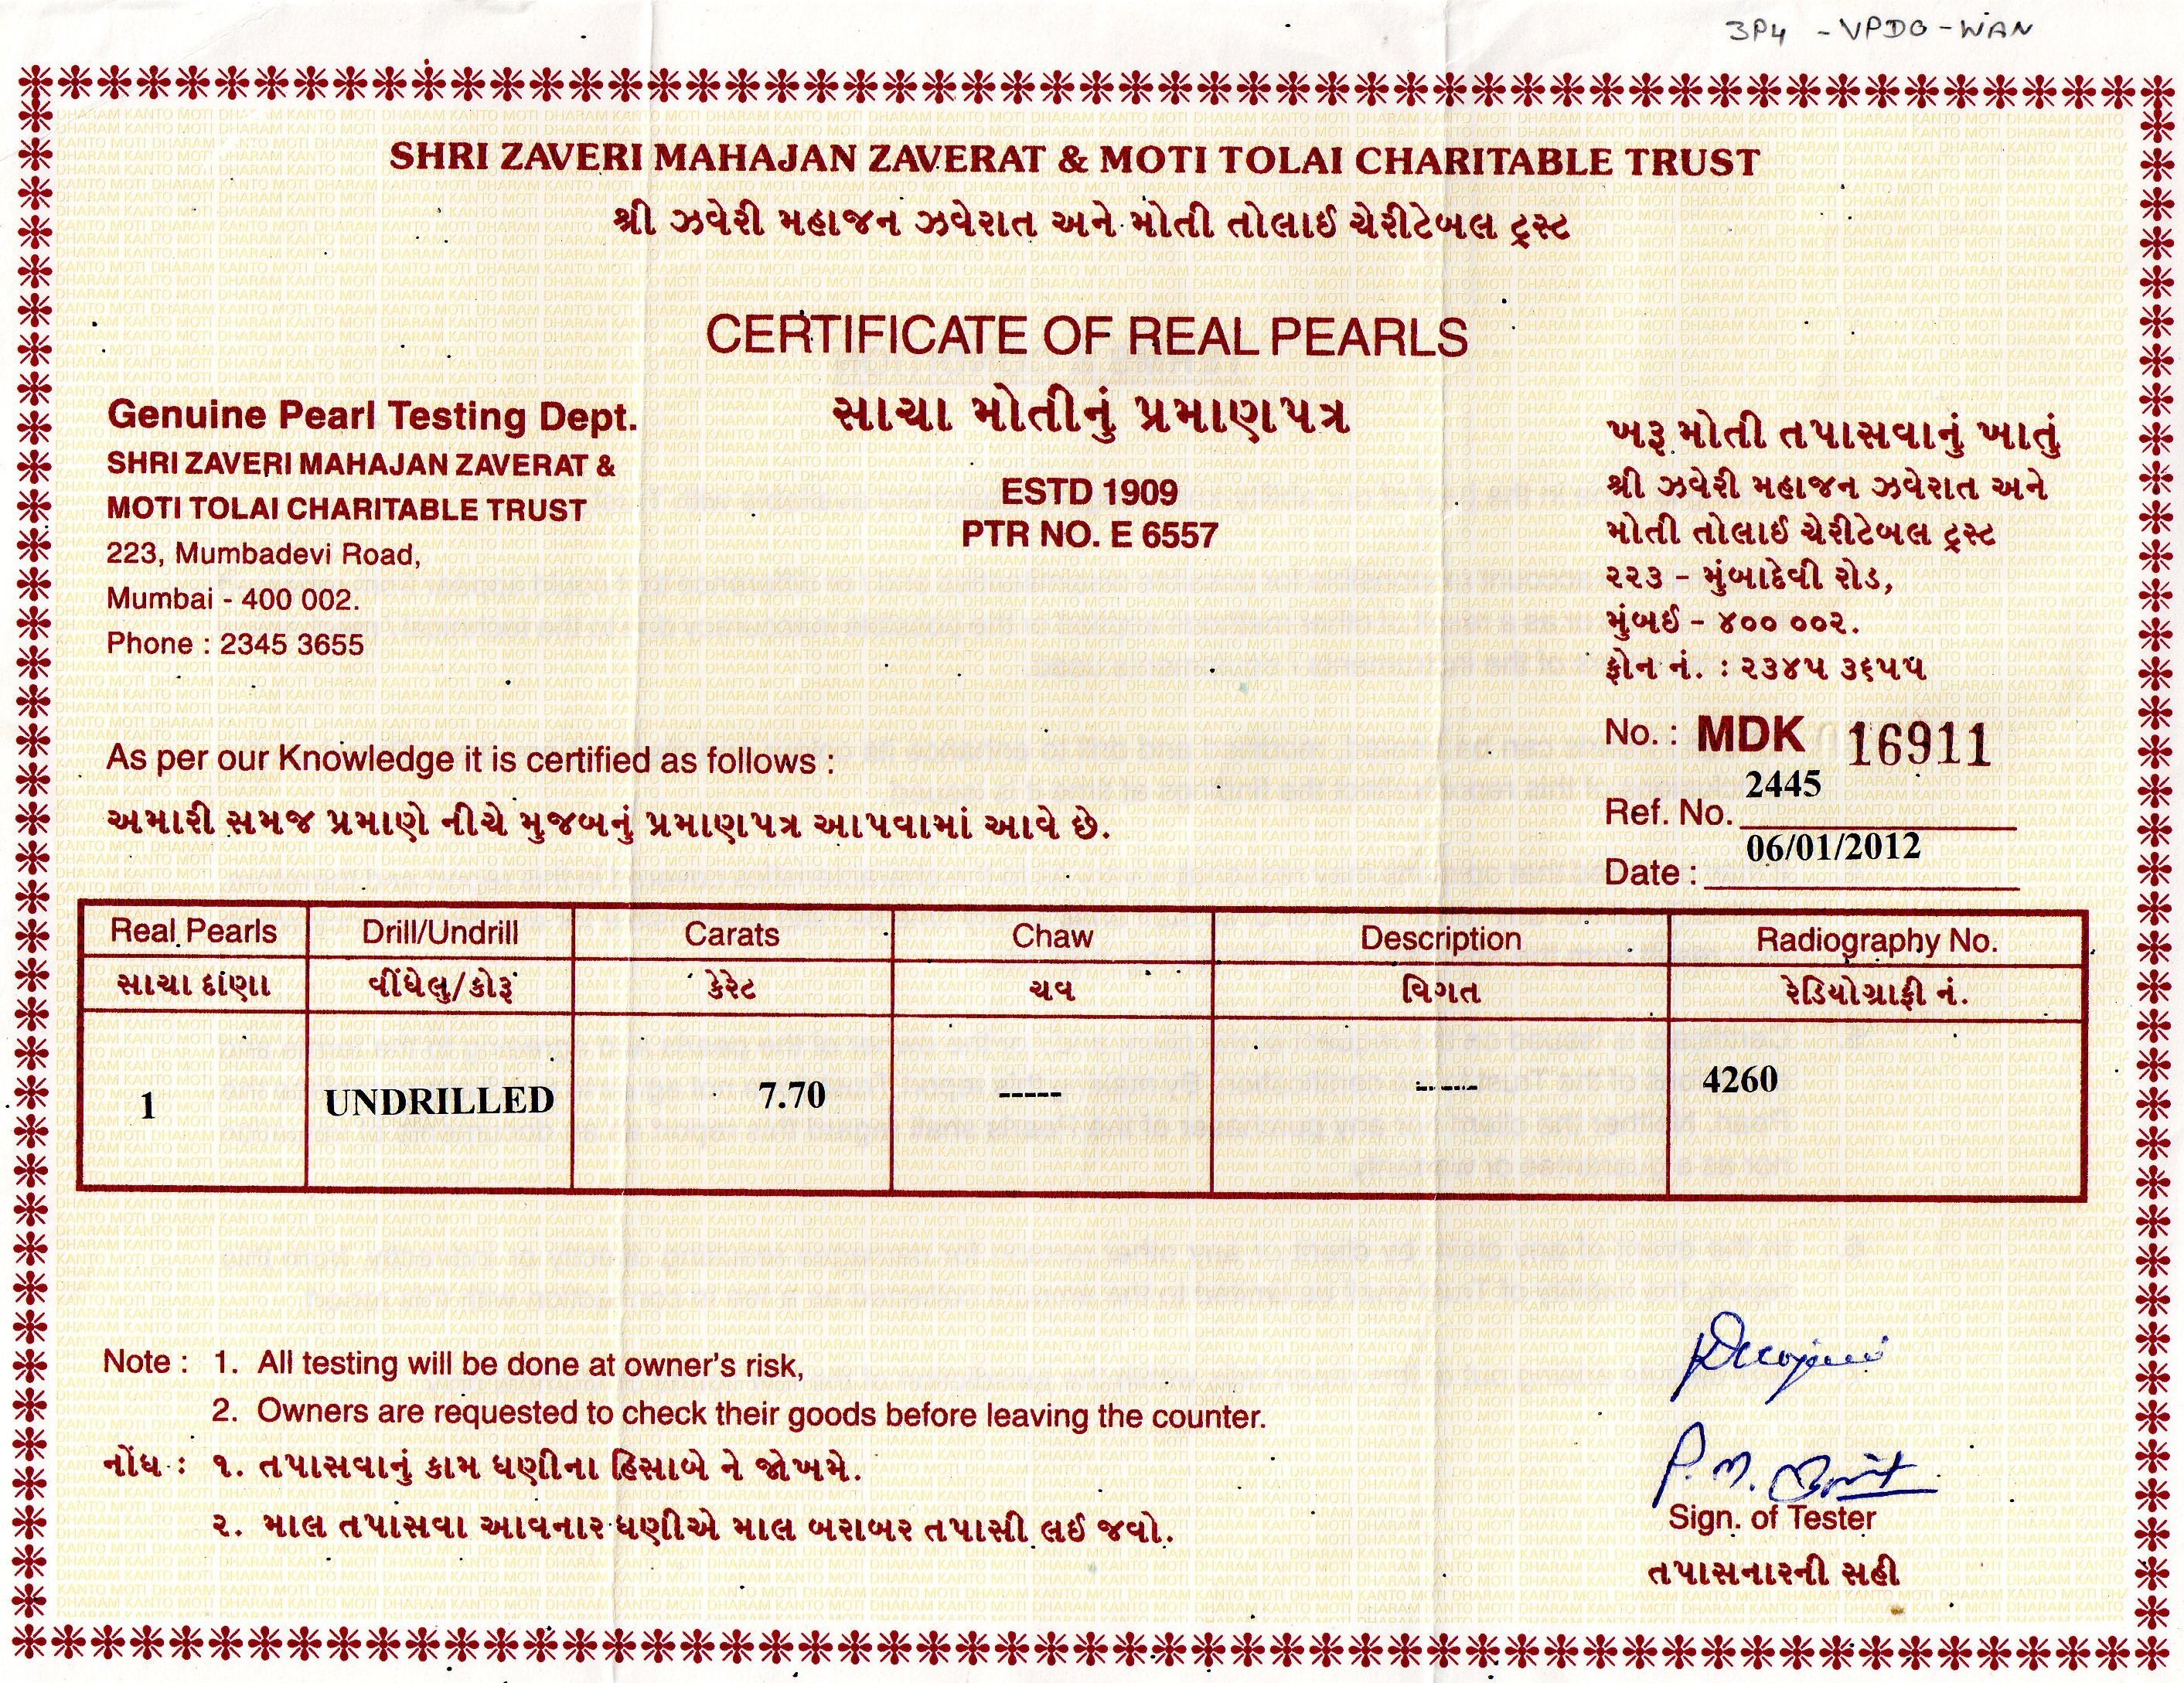 3P4 - VPDG - WAN
SHRI ZAVERI MAHAJAN ZAVERAT & MOTI TOLAI CHARITABLE TRUST
શ્રી ઝવેરી મહાજન ઝવેરાત અને મોતી તોલાઈ ચેરીટેબલ ટ્રસ્ટ
CERTIFICATE OF REAL PEARLS
સાચા મોતીનું પ્રમાણપત્ર
ESTD 1909
PTR NO. E 6557
Genuine Pearl Testing Dept.
SHRI ZAVERI MAHAJAN ZAVERAT &
MOTI TOLAI CHARITABLE TRUST
223, Mumbadevi Road,
Mumbai - 400 002.
Phone : 2345 3655
ખરૂ મોતી તપાસવાનું ખાતું
શ્રી ઝવેરી મહાજન ઝવેરાત અને
મોતી તોલાઈ ચેરીટેબલ ટ્રસ્ટ
૨૨૩ - મુંબાદેવી રોડ,
મુંબઈ - ૪૦૦ ૦૦૨.
ફોન નં. : ૨૩૪૫ ૩૬૫૫
No. : MDK 16911
Ref. No. 2445
Date : 06/01/2012
As per our Knowledge it is certified as follows :
અમારી સમજ પ્રમાણે નીચે મુજબનું પ્રમાણપત્ર આપવામાં આવે છે.
Real Pearls Drill/Undrill Carats Chaw Description Radiography No.
સાચા દાંણા વીંધેલુ/કોરૂં કેરેટ ચવ વિગત રેડિયોગ્રાફી નં.
1 UNDRILLED 7.70 ----- ----- 4260
Note : 1. All testing will be done at owner's risk,
2. Owners are requested to check their goods before leaving the counter.
નોંધ : ૧. તપાસવાનું કામ ધણીના હિસાબે ને જોખમે.
૨. માલ તપાસવા આવનાર ધણીએ માલ બરાબર તપાસી લઈ જવો.
P. M.
Sign. of Tester
તપાસનારની સહી